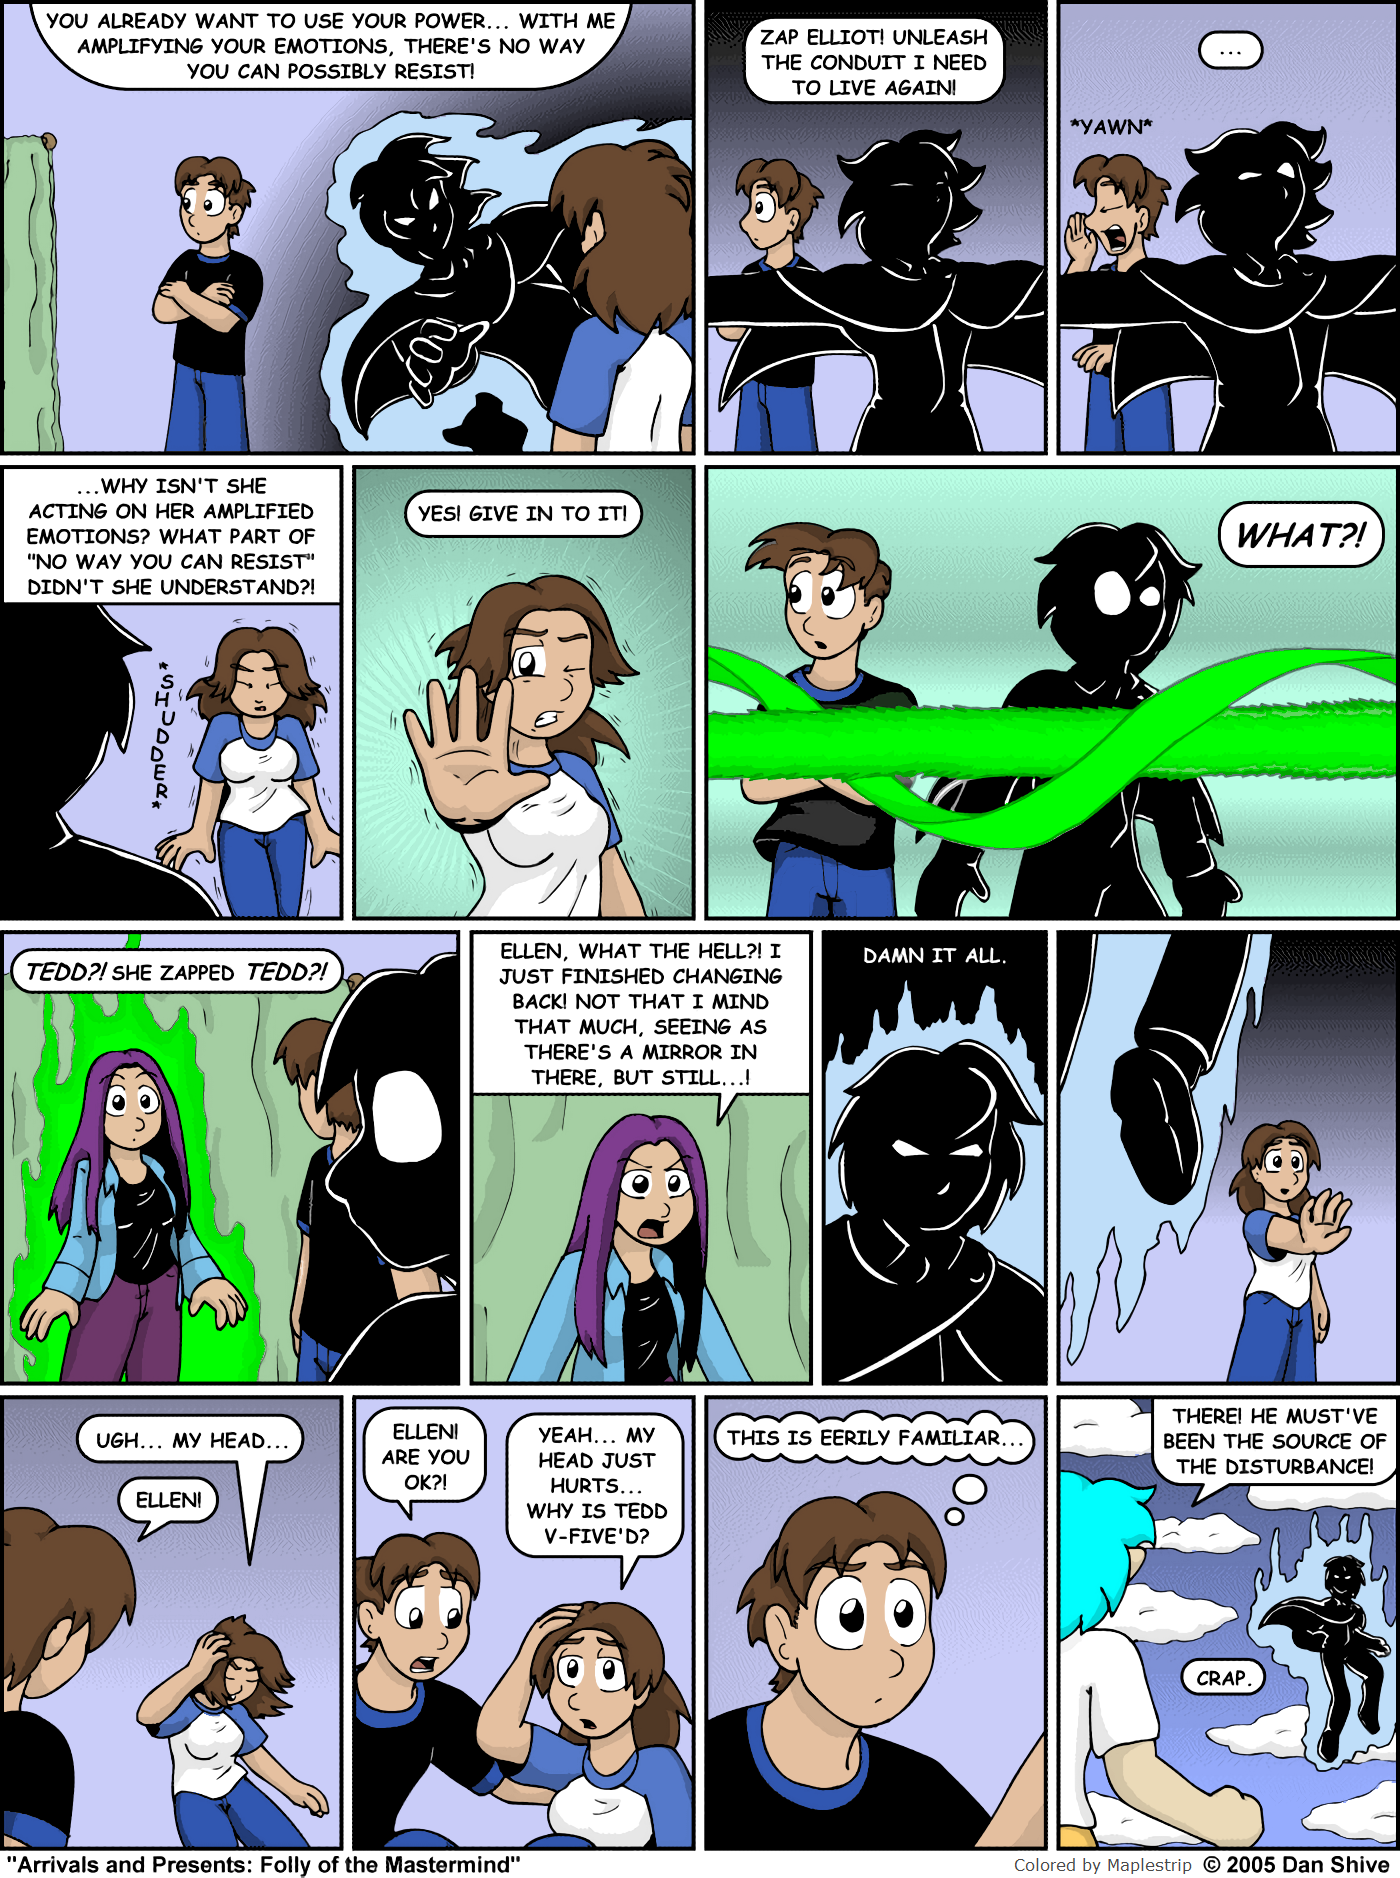 YOU ALREADY WANT TO USE YOUR POWER... WITH ME
AMPLIFYING YOUR EMOTIONS, THERE'S NO WAY
YOU CAN POSSIBLY RESIST!
ZAP ELLIOT! UNLEASH
THE CONDUIT I NEED
TO LIVE AGAIN!
...
*YAWN*
...WHY ISN'T SHE
ACTING ON HER AMPLIFIED
EMOTIONS? WHAT PART OF
"NO WAY YOU CAN RESIST"
DIDN'T SHE UNDERSTAND?!
*SHUDDER*
YES! GIVE IN TO IT!
WHAT?!
TEDD?! SHE ZAPPED TEDD?!
ELLEN, WHAT THE HELL?! I
JUST FINISHED CHANGING
BACK! NOT THAT I MIND
THAT MUCH, SEEING AS
THERE'S A MIRROR IN
THERE, BUT STILL...!
DAMN IT ALL.
UGH... MY HEAD...
ELLEN!
ELLEN!
ARE YOU
OK?!
YEAH... MY
HEAD JUST
HURTS...
WHY IS TEDD
V-FIVE'D?
THIS IS EERILY FAMILIAR...
THERE! HE MUST'VE
BEEN THE SOURCE OF
THE DISTURBANCE!
CRAP.
"Arrivals and Presents: Folly of the Mastermind"
Colored by Maplestrip © 2005 Dan Shive